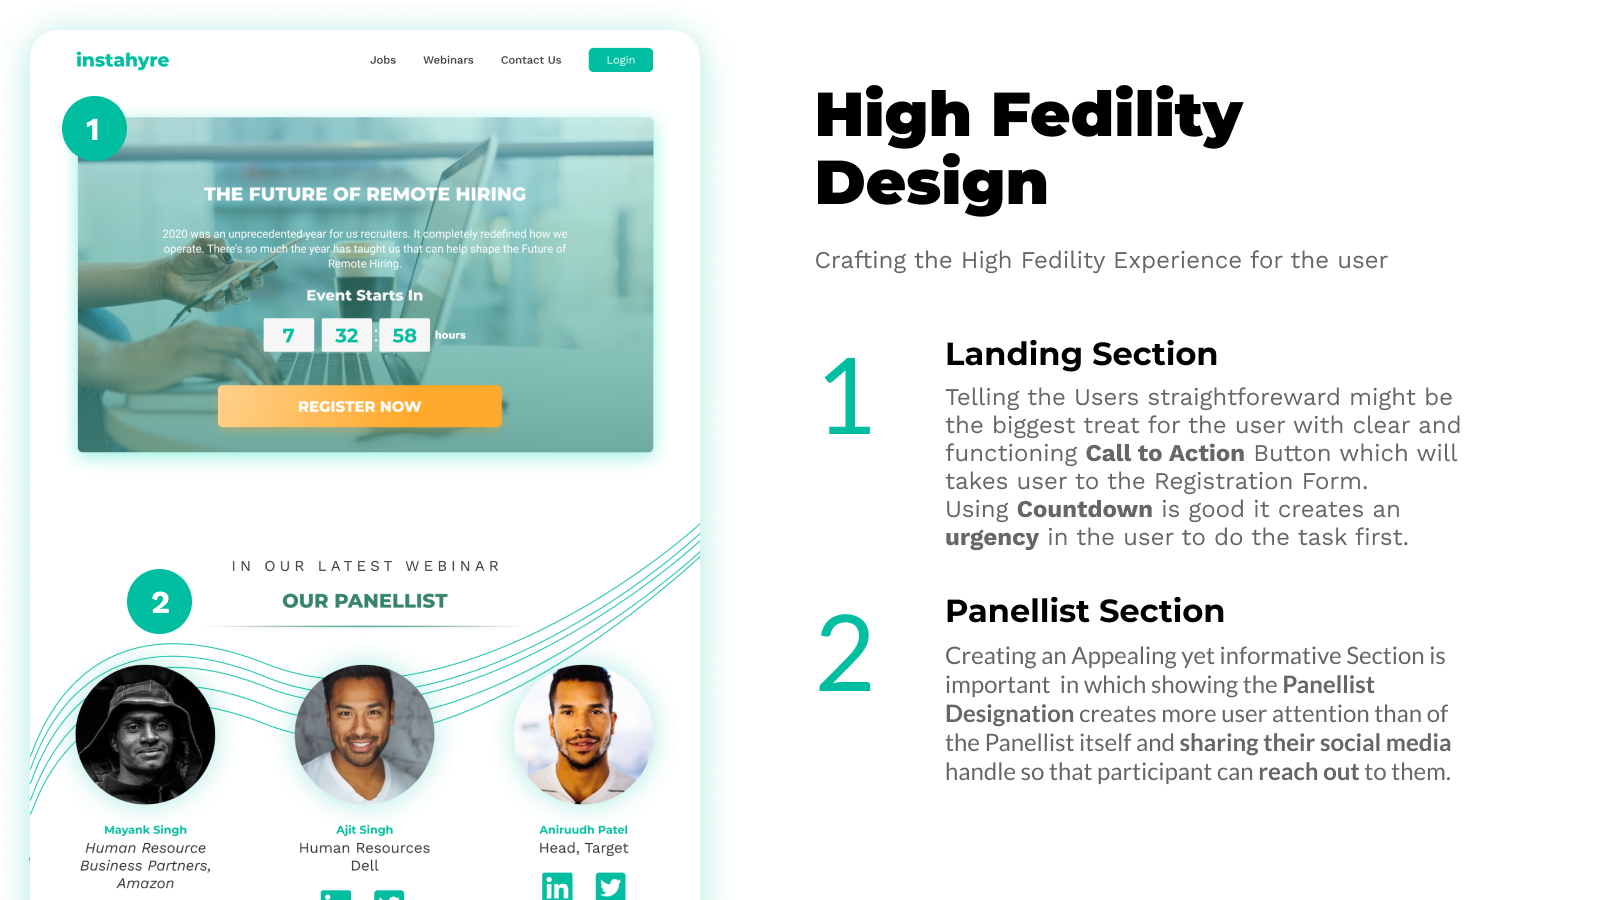 instahyre
Jobs Webinars Contact Us Login
1
THE FUTURE OF REMOTE HIRING
2020 was an unprecedented year for us recruiters. It completely redefined how we
operate. There's so much the year has taught us that can help shape the Future of
Remote Hiring.
Event Starts In
7 32 : 58 hours
REGISTER NOW
IN OUR LATEST WEBINAR
2
OUR PANELLIST
Mayank Singh
Human Resource
Business Partners,
Amazon
Ajit Singh
Human Resources
Dell
Aniruudh Patel
Head, Target
in
High Fedility
Design
Crafting the High Fedility Experience for the user
1
Landing Section
Telling the Users straightforeward might be
the biggest treat for the user with clear and
functioning Call to Action Button which will
takes user to the Registration Form.
Using Countdown is good it creates an
urgency in the user to do the task first.
2
Panellist Section
Creating an Appealing yet informative Section is
important in which showing the Panellist
Designation creates more user attention than of
the Panellist itself and sharing their social media
handle so that participant can reach out to them.